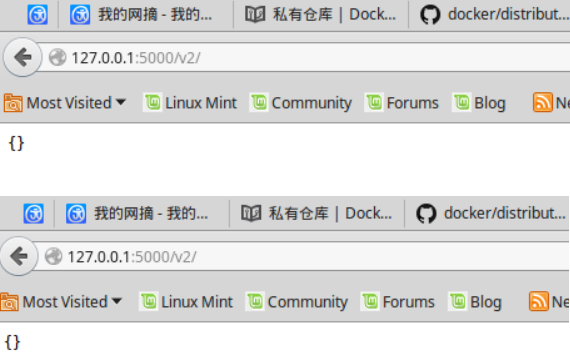 我的网摘 - 我的... 私有仓库 | Dock... docker/distribut...
127.0.0.1:5000/v2/
Most Visited Linux Mint Community Forums Blog Ne
{}
我的网摘 - 我的... 私有仓库 | Dock... docker/distribut...
127.0.0.1:5000/v2/
Most Visited Linux Mint Community Forums Blog Ne
{}